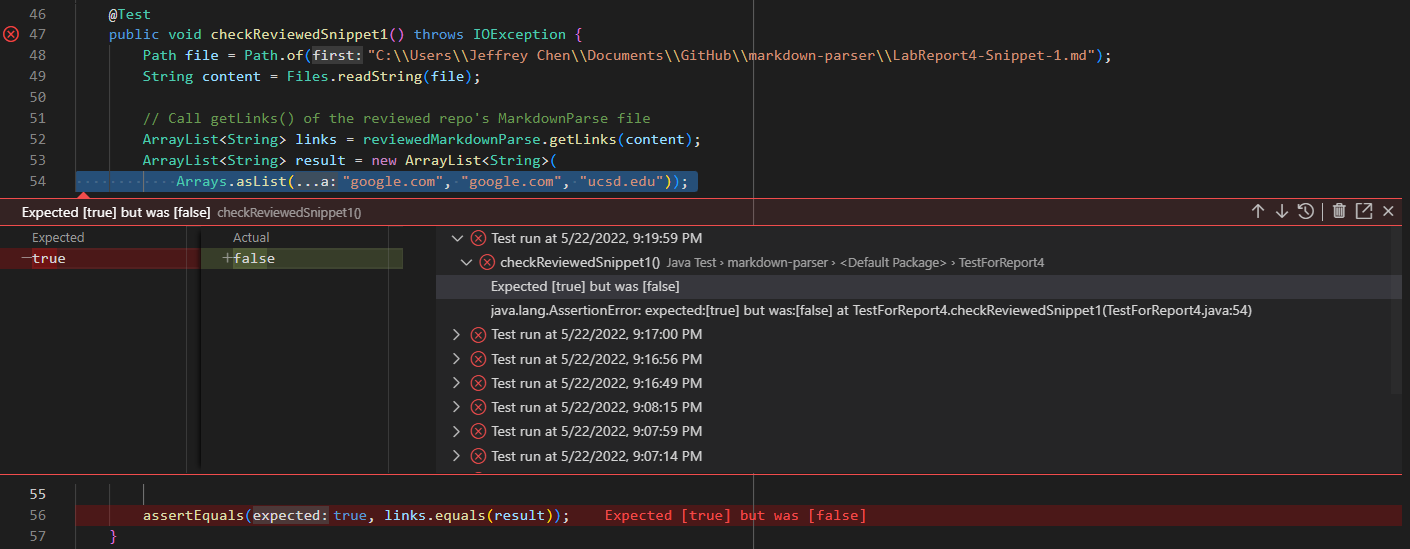 46 @Test
47 public void checkReviewedSnippet1() throws IOException {
48 Path file = Path.of(first: "C:\\Users\\Jeffrey Chen\\Documents\\GitHub\\markdown-parser\\LabReport4-Snippet-1.md");
49 String content = Files.readString(file);
50
51 // Call getLinks() of the reviewed repo's MarkdownParse file
52 ArrayList<String> links = reviewedMarkdownParse.getLinks(content);
53 ArrayList<String> result = new ArrayList<String>(
54 Arrays.asList(...a: "google.com", "google.com", "ucsd.edu"));
Expected [true] but was [false] checkReviewedSnippet1()
Expected Actual
−true +false
Test run at 5/22/2022, 9:19:59 PM
checkReviewedSnippet1() Java Test › markdown-parser › <Default Package> › TestForReport4
Expected [true] but was [false]
java.lang.AssertionError: expected:[true] but was:[false] at TestForReport4.checkReviewedSnippet1(TestForReport4.java:54)
Test run at 5/22/2022, 9:17:00 PM
Test run at 5/22/2022, 9:16:56 PM
Test run at 5/22/2022, 9:16:49 PM
Test run at 5/22/2022, 9:08:15 PM
Test run at 5/22/2022, 9:07:59 PM
Test run at 5/22/2022, 9:07:14 PM
55
56 assertEquals(expected: true, links.equals(result)); Expected [true] but was [false]
57 }